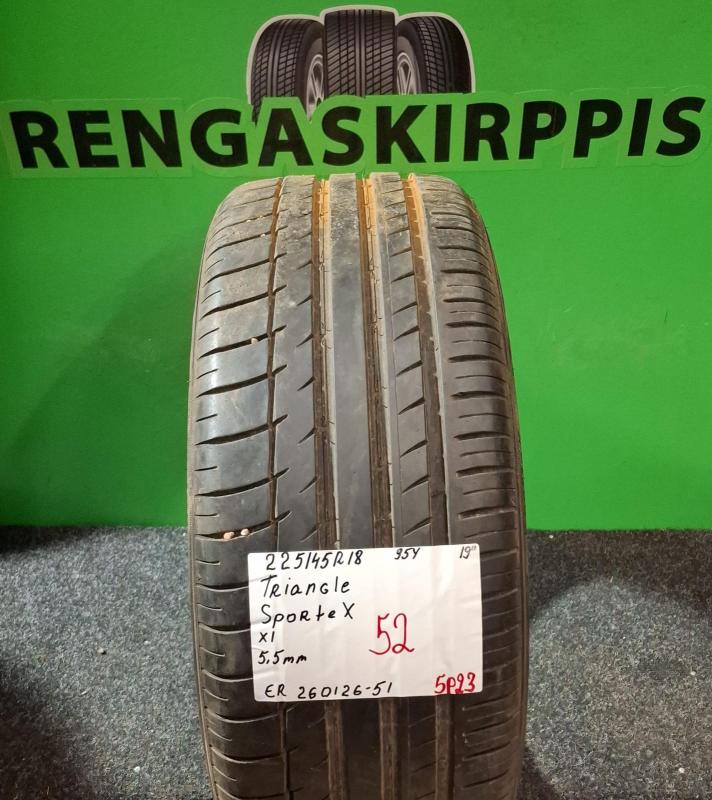 RENGASKIRPPIS
225/45R18 95Y 19"
Triangle
Sportex
x1
5.5mm
52
ER 260126-51 5P23